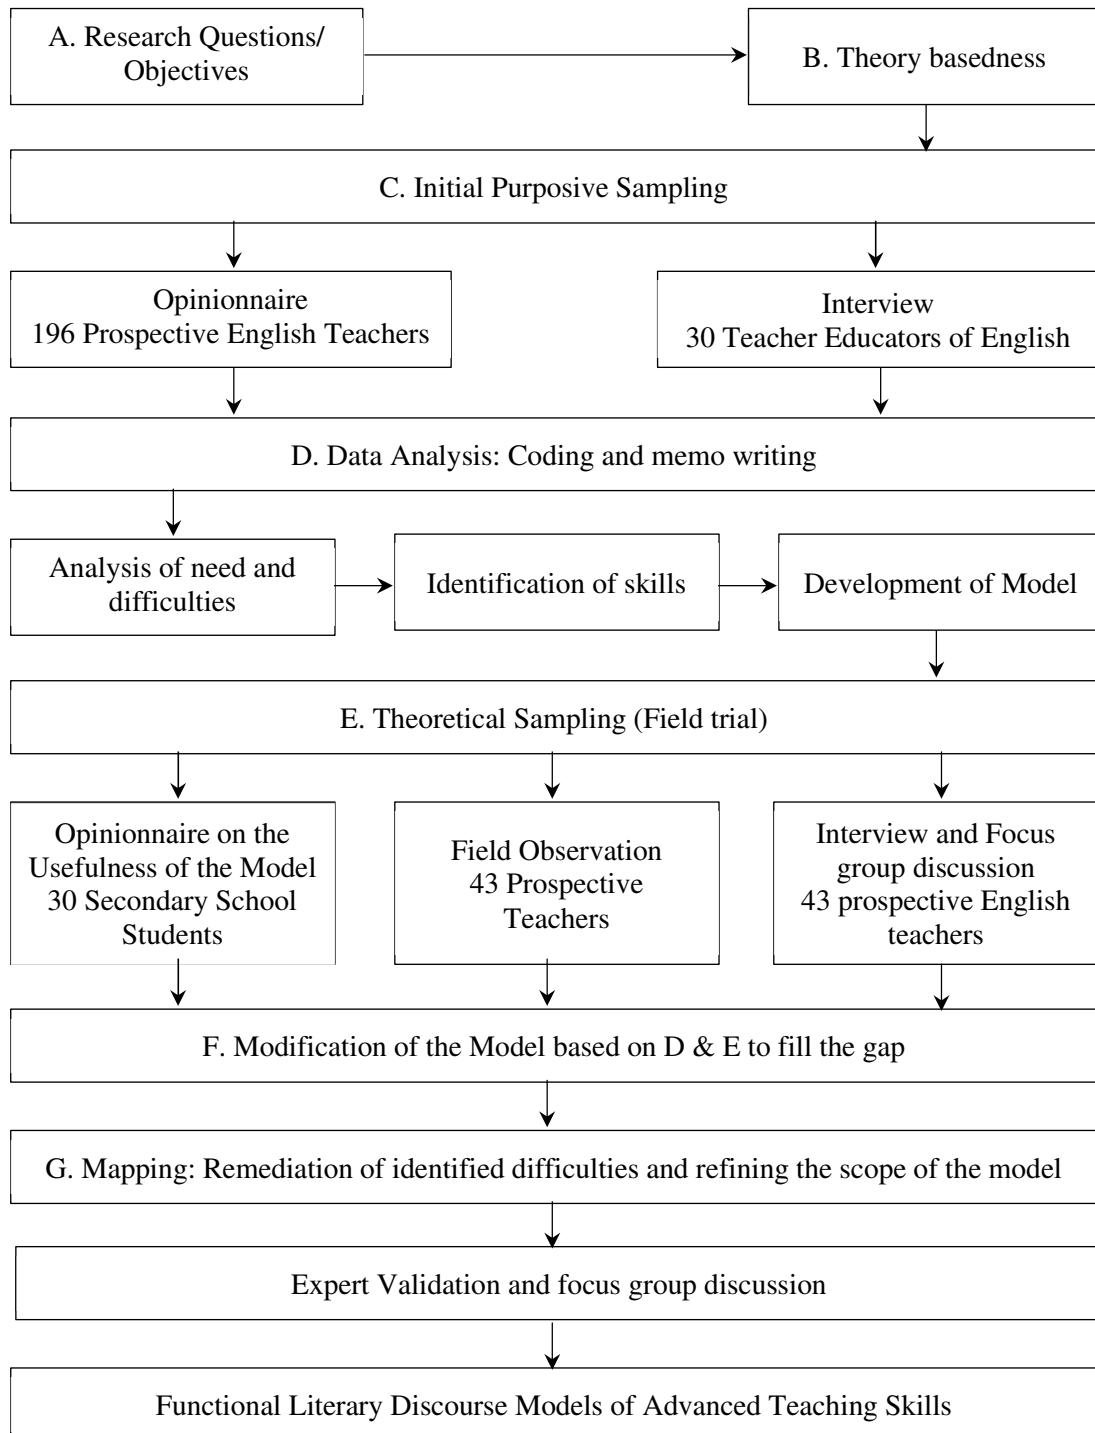 A. Research Questions/
Objectives
B. Theory basedness
C. Initial Purposive Sampling
Opinionnaire
196 Prospective English Teachers
Interview
30 Teacher Educators of English
D. Data Analysis: Coding and memo writing
Analysis of need and
difficulties
Identification of skills
Development of Model
E. Theoretical Sampling (Field trial)
Opinionnaire on the
Usefulness of the Model
30 Secondary School
Students
Field Observation
43 Prospective
Teachers
Interview and Focus
group discussion
43 prospective English
teachers
F. Modification of the Model based on D & E to fill the gap
G. Mapping: Remediation of identified difficulties and refining the scope of the model
Expert Validation and focus group discussion
Functional Literary Discourse Models of Advanced Teaching Skills